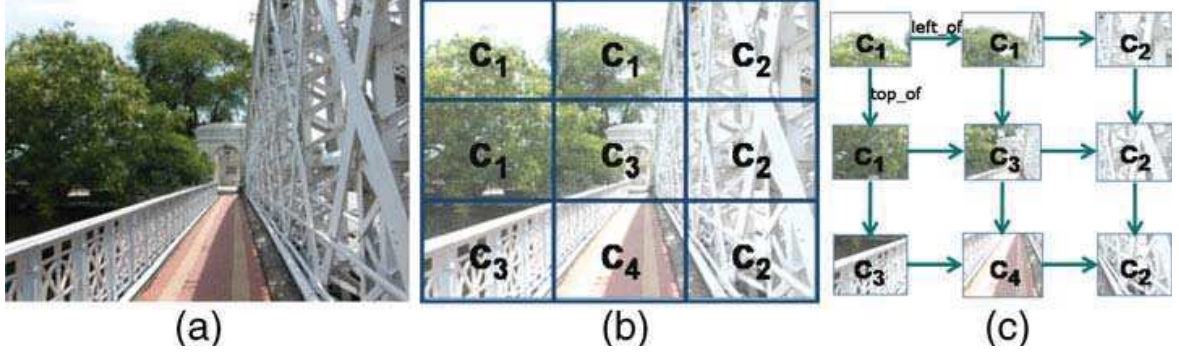 C1 C1 C2
C1 C3 C2
C3 C4 C2
C1 left_of C1 C2
top_of
C1 C3 C2
C3 C4 C2
(a) (b) (c)